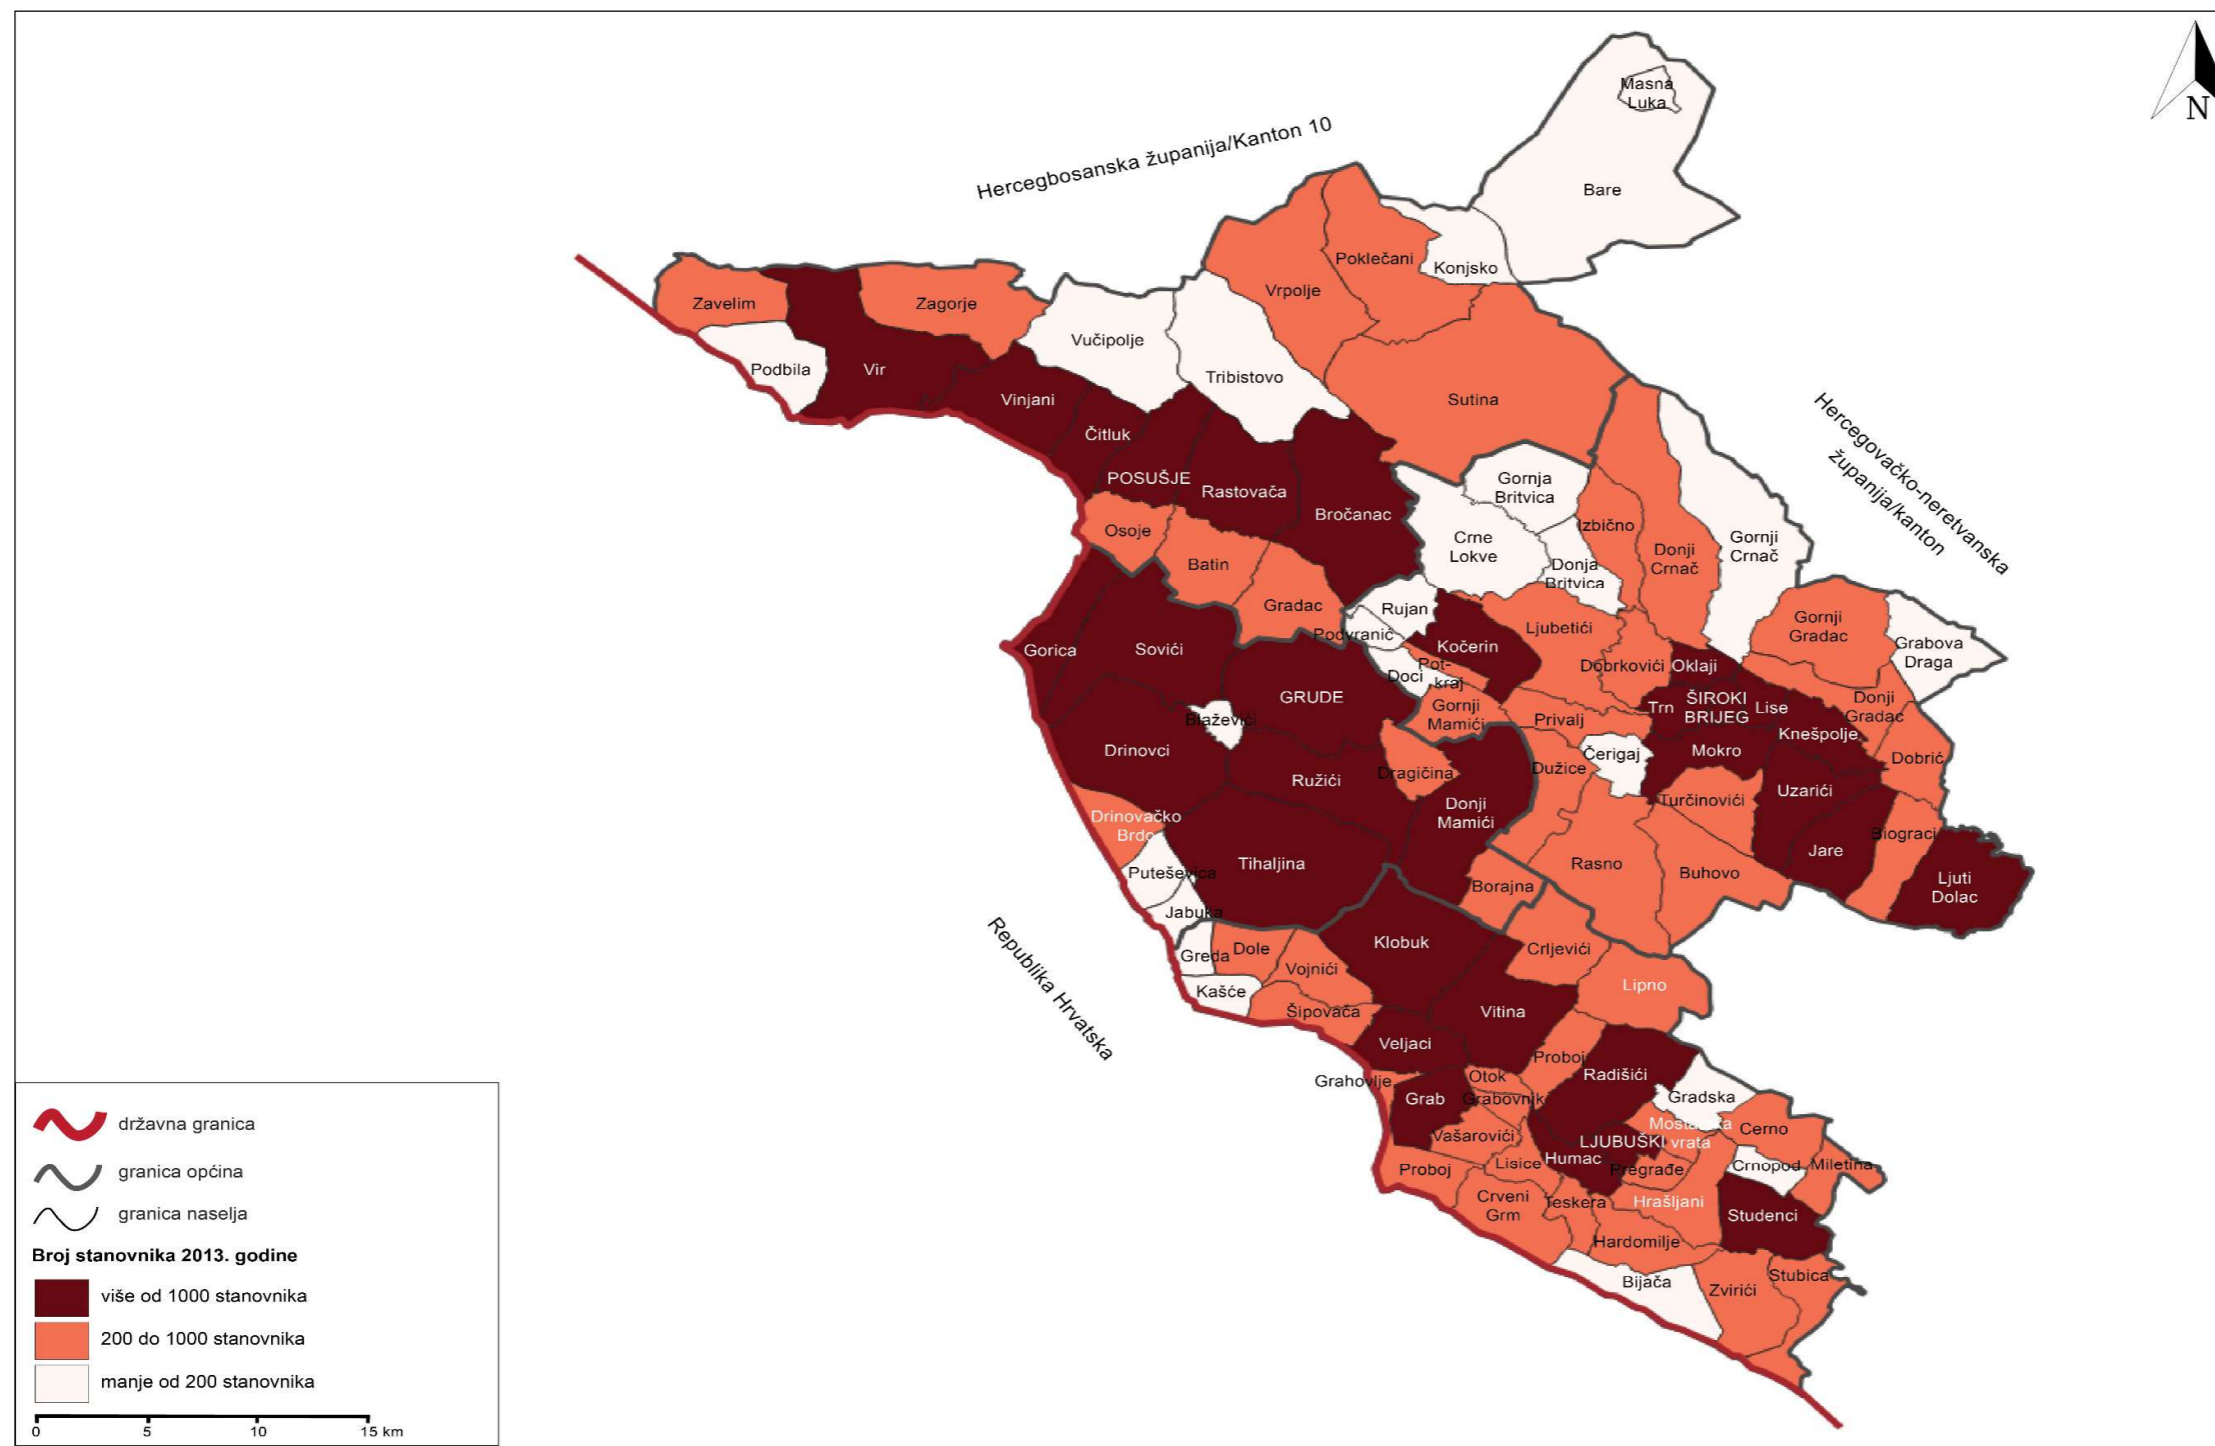 N
Masna
Luka
Hercegbosanska županija/Kanton 10
Bare
Poklečani
Konjsko
Vrpolje
Zavelim
Zagorje
Vučipolje
Podbila
Vir
Tribistovo
Vinjani
Sutina
Hercegovačko-neretvanska
županija/kanton
Čitluk
POSUŠJE
Rastovača
Gornja
Britvica
Bročanac
Izbično
Osoje
Crne
Lokve
Donji
Crnač
Gornji
Crnač
Batin
Donja
Britvica
Gradac
Rujan
Podvranić
Ljubetići
Gornji
Gradac
Gorica
Sovići
Kočerin
Grabova
Draga
Doci
Pot-
kraj
Dobrkovići
Oklaji
GRUDE
Gornji
Mamići
Trn
ŠIROKI
BRIJEG
Lise
Donji
Gradac
Blaževići
Privalj
Knešpolje
Drinovci
Mokro
Čerigaj
Dobrić
Ružići
Dragičina
Dužice
Uzarići
Turčinovići
Donji
Mamići
Drinovačko
Brdo
Biograci
Jare
Tihaljina
Rasno
Buhovo
Puteševica
Borajna
Ljuti
Dolac
Jabuka
Republika Hrvatska
Klobuk
Greda
Dole
Crljevići
Vojnići
Lipno
Kašće
Šipovača
Vitina
Veljaci
Proboj
Radišići
Grahovlje
Otok
Grab
Grabovnik
Gradska
vrata
Cerno
Vašarovići
LJUBUŠKI
Humac
Proboj
Lisice
Pregrađe
Crnopod
Miletina
Crveni
Grm
Teskera
Hrašljani
Studenci
Hardomilje
Bijača
Zvirići
Stubica
državna granica
granica općina
granica naselja
Broj stanovnika 2013. godine
više od 1000 stanovnika
200 do 1000 stanovnika
manje od 200 stanovnika
0 5 10 15 km